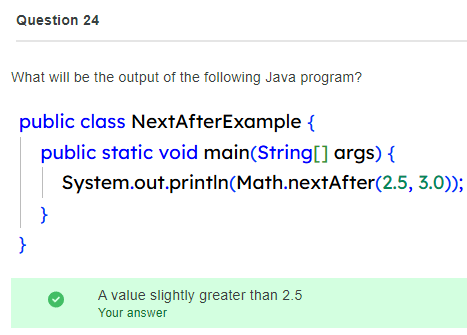 Question 24
What will be the output of the following Java program?
public class NextAfterExample {
public static void main(String[] args) {
System.out.println(Math.nextAfter(2.5, 3.0));
}
}
A value slightly greater than 2.5
Your answer